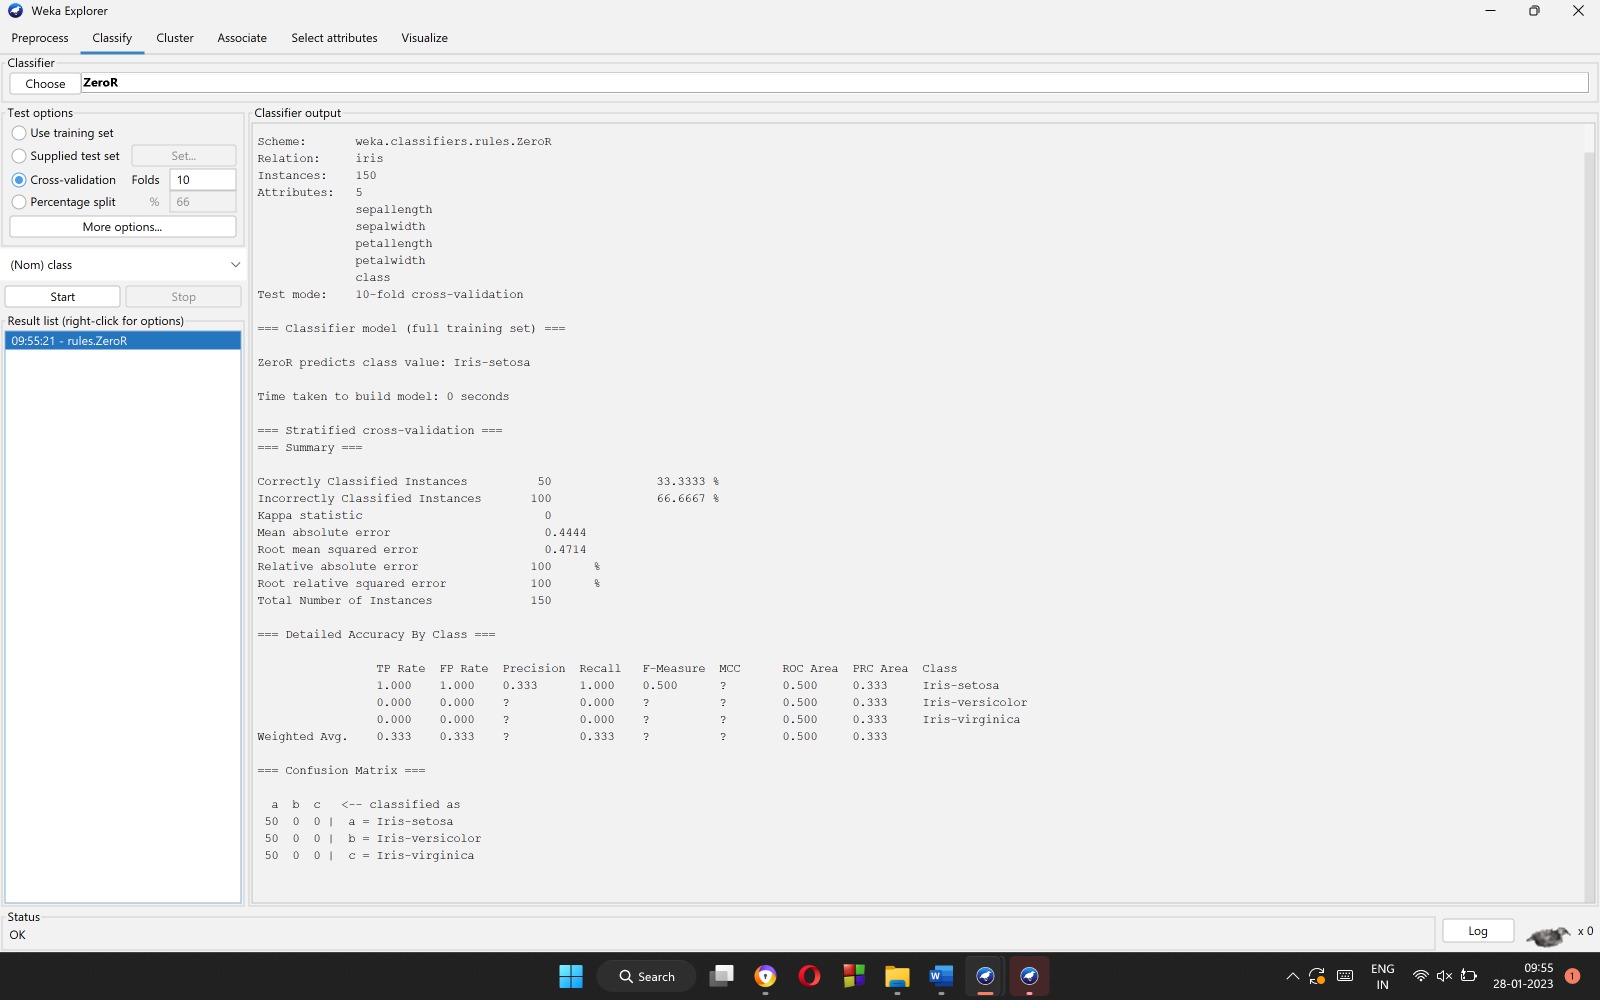 Weka Explorer
Preprocess Classify Cluster Associate Select attributes Visualize
Classifier
Choose ZeroR
Test options
Use training set
Supplied test set Set...
Cross-validation Folds 10
Percentage split % 66
More options...
(Nom) class
Start Stop
Result list (right-click for options)
09:55:21 - rules.ZeroR
Classifier output
Scheme: weka.classifiers.rules.ZeroR
Relation: iris
Instances: 150
Attributes: 5
sepallength
sepalwidth
petallength
petalwidth
class
Test mode: 10-fold cross-validation
=== Classifier model (full training set) ===
ZeroR predicts class value: Iris-setosa
Time taken to build model: 0 seconds
=== Stratified cross-validation ===
=== Summary ===
Correctly Classified Instances 50 33.3333 %
Incorrectly Classified Instances 100 66.6667 %
Kappa statistic 0
Mean absolute error 0.4444
Root mean squared error 0.4714
Relative absolute error 100 %
Root relative squared error 100 %
Total Number of Instances 150
=== Detailed Accuracy By Class ===
TP Rate FP Rate Precision Recall F-Measure MCC ROC Area PRC Area Class
1.000 1.000 0.333 1.000 0.500 ? 0.500 0.333 Iris-setosa
0.000 0.000 ? 0.000 ? ? 0.500 0.333 Iris-versicolor
0.000 0.000 ? 0.000 ? ? 0.500 0.333 Iris-virginica
Weighted Avg. 0.333 0.333 ? 0.333 ? ? 0.500 0.333
=== Confusion Matrix ===
a b c <-- classified as
50 0 0 | a = Iris-setosa
50 0 0 | b = Iris-versicolor
50 0 0 | c = Iris-virginica
Status
OK
Log x 0
Search
ENG
IN
09:55
28-01-2023
1